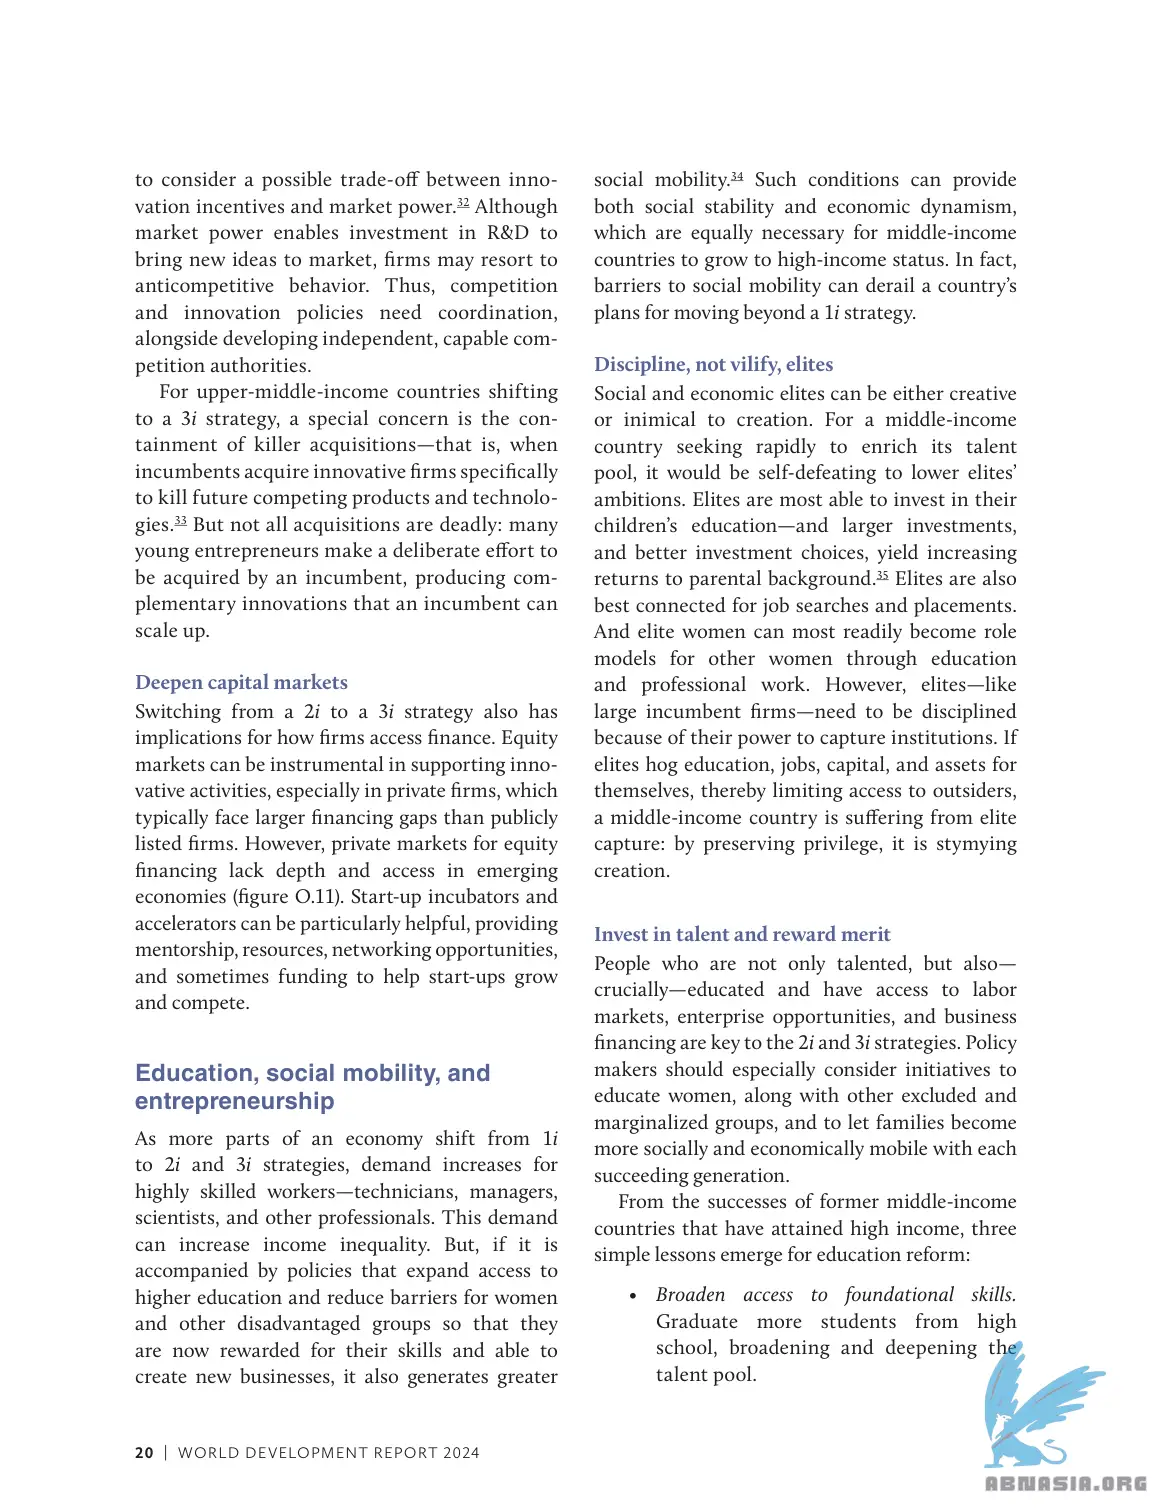 to consider a possible trade-off between inno-
vation incentives and market power.32 Although
market power enables investment in R&D to
bring new ideas to market, firms may resort to
anticompetitive behavior. Thus, competition
and innovation policies need coordination,
alongside developing independent, capable com-
petition authorities.
For upper-middle-income countries shifting
to a 3i strategy, a special concern is the con-
tainment of killer acquisitions—that is, when
incumbents acquire innovative firms specifically
to kill future competing products and technolo-
gies.33 But not all acquisitions are deadly: many
young entrepreneurs make a deliberate effort to
be acquired by an incumbent, producing com-
plementary innovations that an incumbent can
scale up.
Deepen capital markets
Switching from a 2i to a 3i strategy also has
implications for how firms access finance. Equity
markets can be instrumental in supporting inno-
vative activities, especially in private firms, which
typically face larger financing gaps than publicly
listed firms. However, private markets for equity
financing lack depth and access in emerging
economies (figure O.11). Start-up incubators and
accelerators can be particularly helpful, providing
mentorship, resources, networking opportunities,
and sometimes funding to help start-ups grow
and compete.
Education, social mobility, and
entrepreneurship
As more parts of an economy shift from 1i
to 2i and 3i strategies, demand increases for
highly skilled workers—technicians, managers,
scientists, and other professionals. This demand
can increase income inequality. But, if it is
accompanied by policies that expand access to
higher education and reduce barriers for women
and other disadvantaged groups so that they
are now rewarded for their skills and able to
create new businesses, it also generates greater
social mobility.34 Such conditions can provide
both social stability and economic dynamism,
which are equally necessary for middle-income
countries to grow to high-income status. In fact,
barriers to social mobility can derail a country’s
plans for moving beyond a 1i strategy.
Discipline, not vilify, elites
Social and economic elites can be either creative
or inimical to creation. For a middle-income
country seeking rapidly to enrich its talent
pool, it would be self-defeating to lower elites’
ambitions. Elites are most able to invest in their
children’s education—and larger investments,
and better investment choices, yield increasing
returns to parental background.35 Elites are also
best connected for job searches and placements.
And elite women can most readily become role
models for other women through education
and professional work. However, elites—like
large incumbent firms—need to be disciplined
because of their power to capture institutions. If
elites hog education, jobs, capital, and assets for
themselves, thereby limiting access to outsiders,
a middle-income country is suffering from elite
capture: by preserving privilege, it is stymying
creation.
Invest in talent and reward merit
People who are not only talented, but also—
crucially—educated and have access to labor
markets, enterprise opportunities, and business
financing are key to the 2i and 3i strategies. Policy
makers should especially consider initiatives to
educate women, along with other excluded and
marginalized groups, and to let families become
more socially and economically mobile with each
succeeding generation.
From the successes of former middle-income
countries that have attained high income, three
simple lessons emerge for education reform:
• Broaden access to foundational skills.
Graduate more students from high
school, broadening and deepening the
talent pool.
20 | WORLD DEVELOPMENT REPORT 2024
ABNASIA.ORG